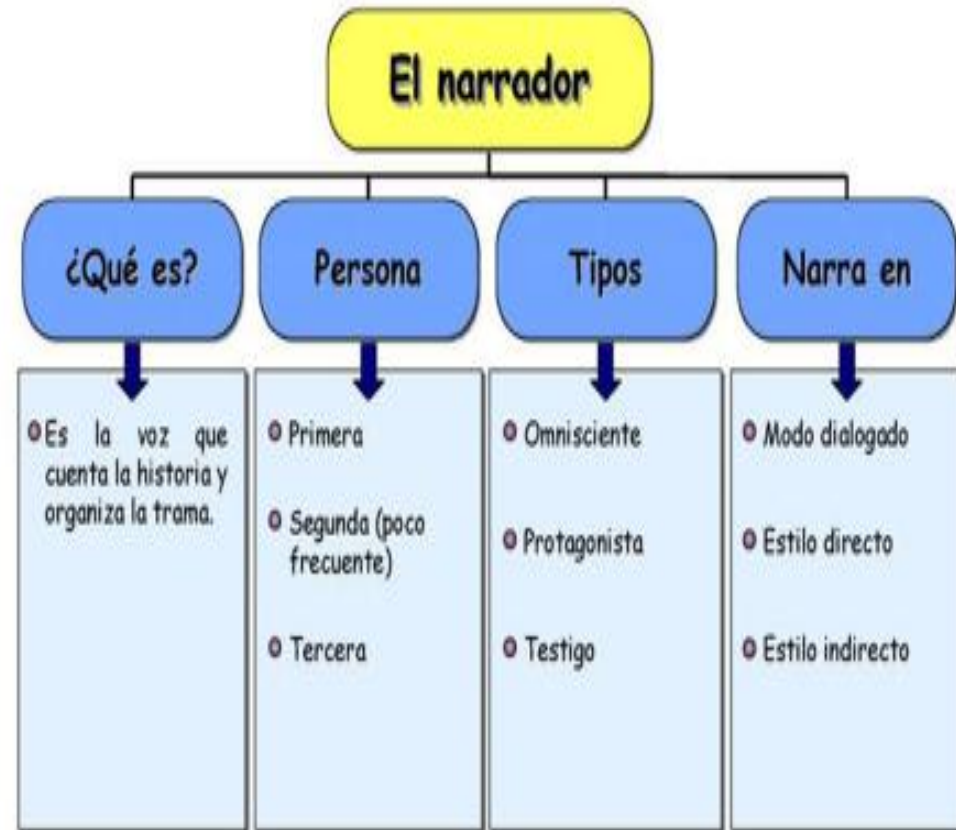 El narrador
¿Qué es?
Persona
Tipos
Narra en
Es la voz que
cuenta la historia y
organiza la trama.
Primera
Segunda (poco
frecuente)
Tercera
Omnisciente
Protagonista
Testigo
Modo dialogado
Estilo directo
Estilo indirecto